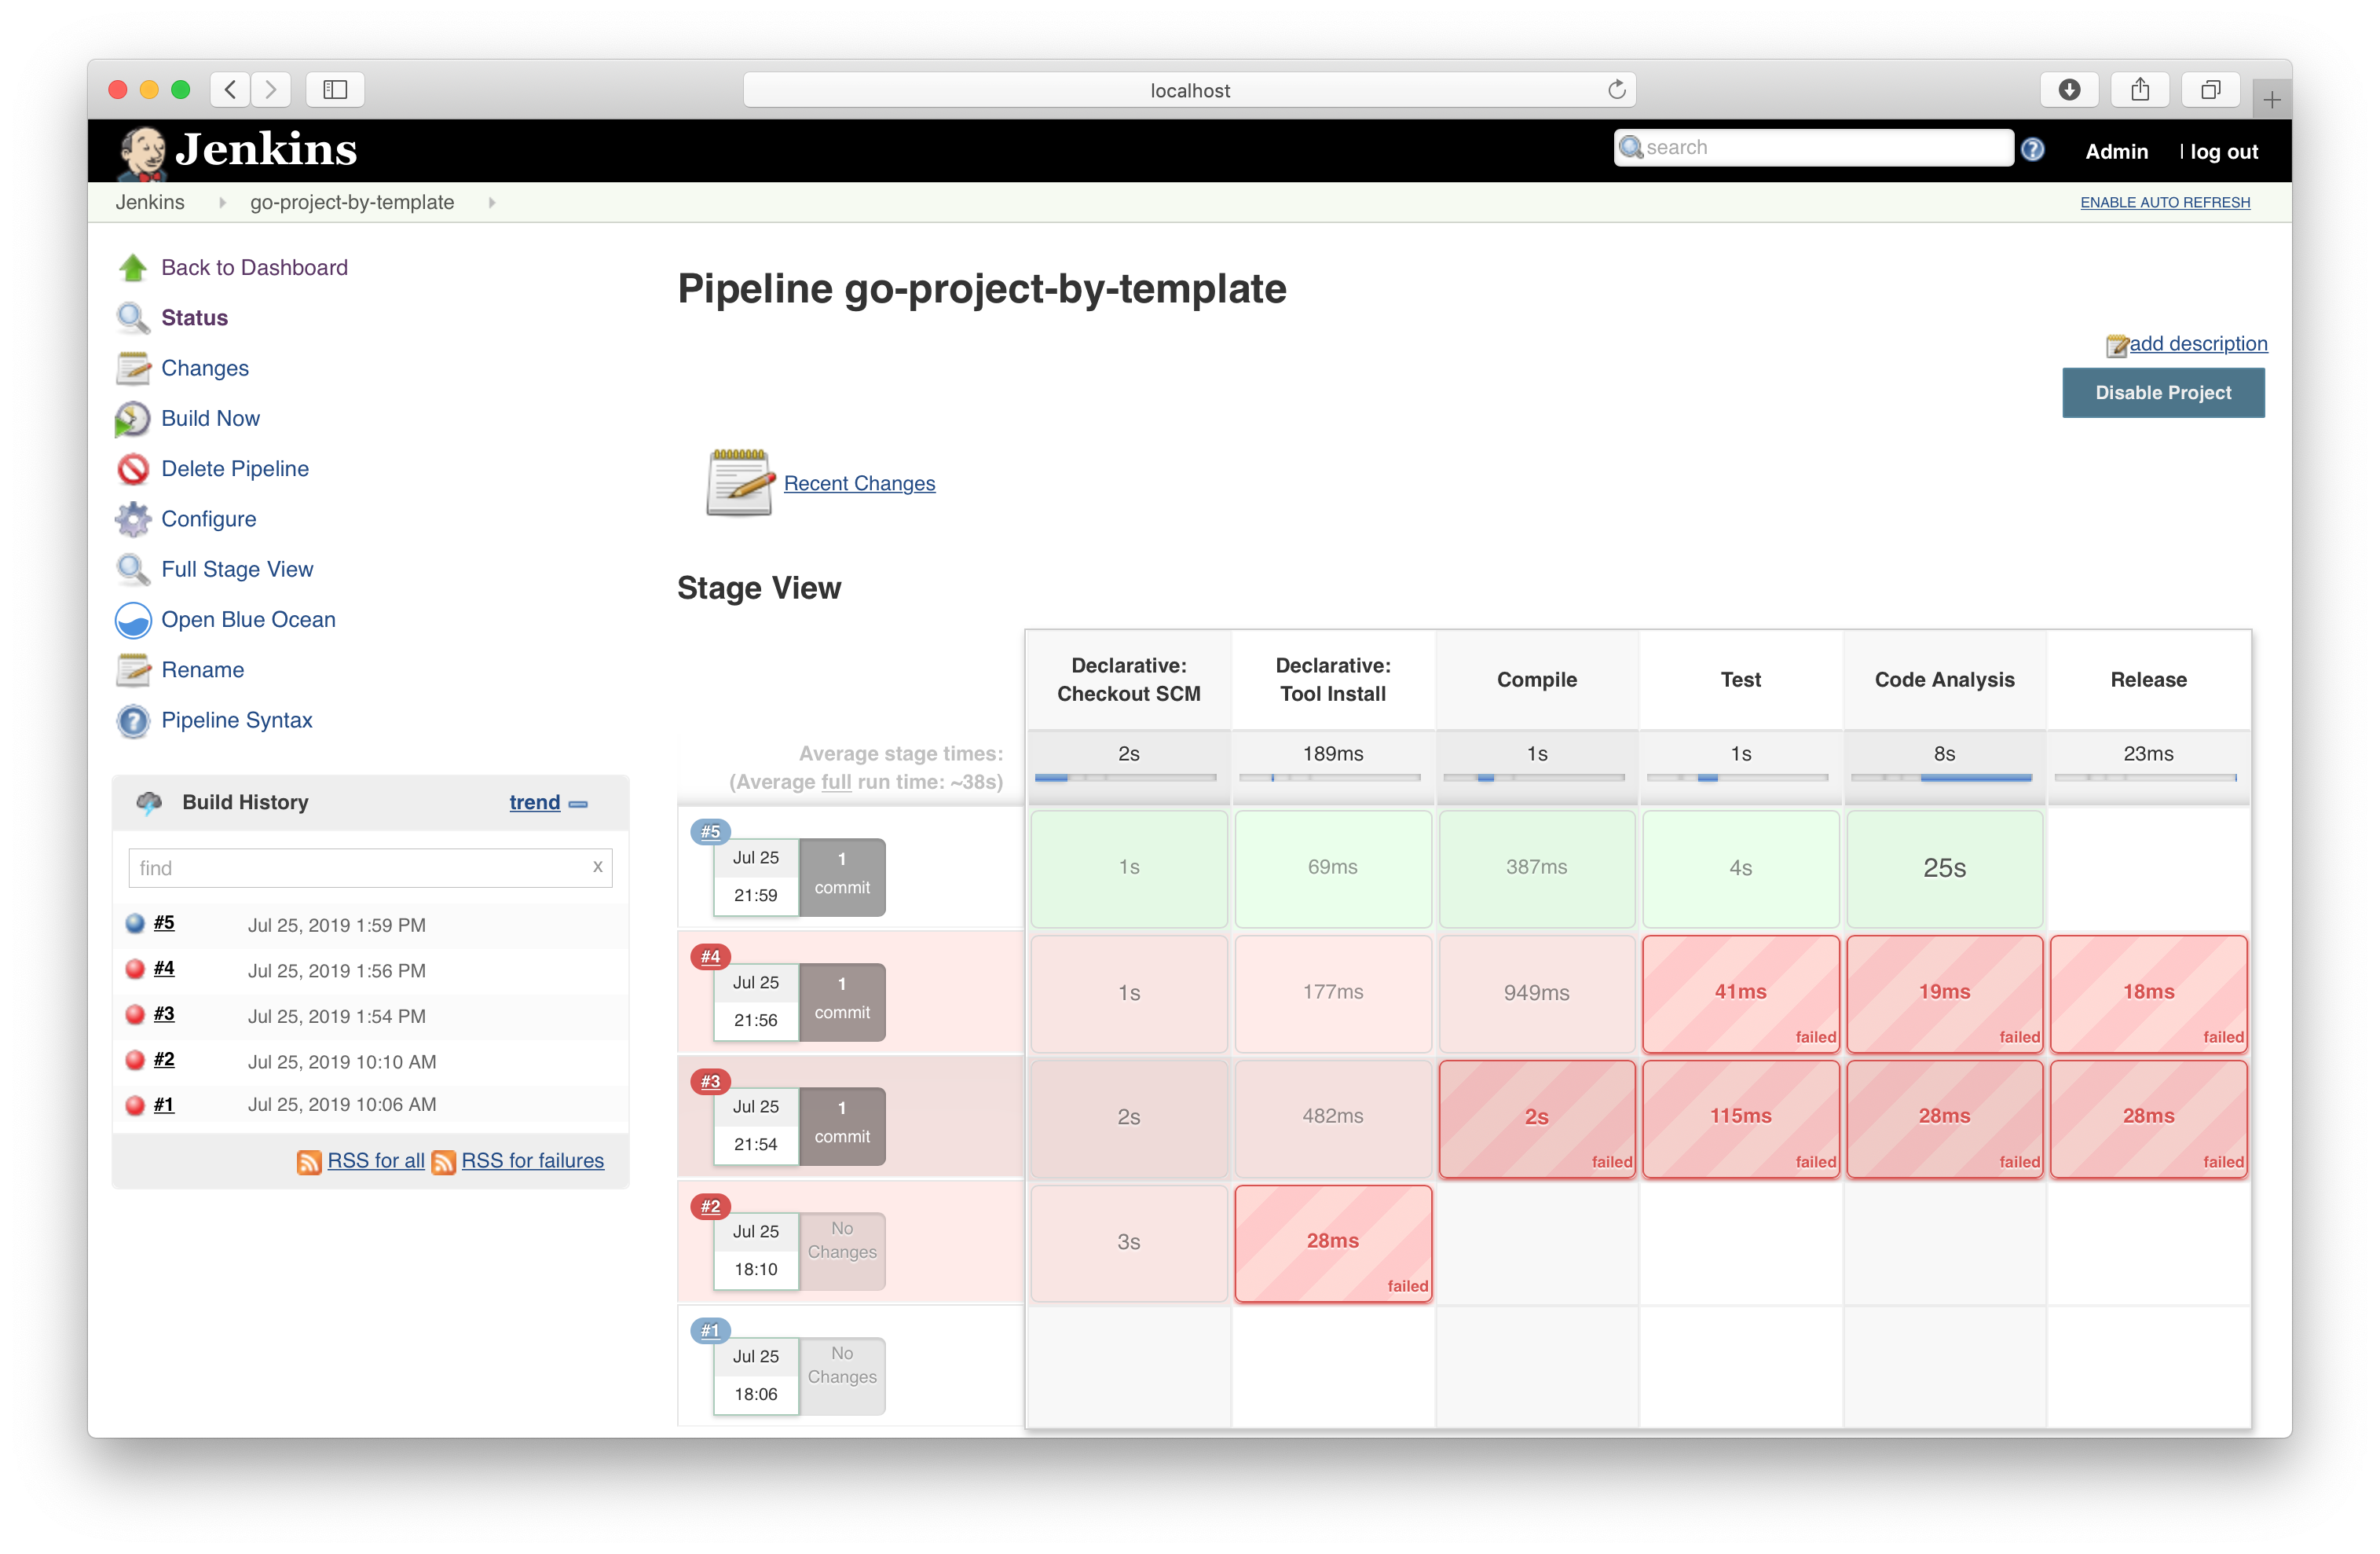 localhost
Jenkins
search
Admin
| log out
Jenkins
go-project-by-template
ENABLE AUTO REFRESH
Back to Dashboard
Status
Changes
Build Now
Delete Pipeline
Configure
Full Stage View
Open Blue Ocean
Rename
Pipeline Syntax
Build History
trend
find
x
#5 Jul 25, 2019 1:59 PM
#4 Jul 25, 2019 1:56 PM
#3 Jul 25, 2019 1:54 PM
#2 Jul 25, 2019 10:10 AM
#1 Jul 25, 2019 10:06 AM
RSS for all RSS for failures
Pipeline go-project-by-template
add description
Disable Project
Recent Changes
Stage View
Declarative:
Checkout SCM
Declarative:
Tool Install
Compile
Test
Code Analysis
Release
Average stage times:
(Average full run time: ~38s)
2s
189ms
1s
1s
8s
23ms
#5
Jul 25
21:59
1
commit
1s
69ms
387ms
4s
25s
#4
Jul 25
21:56
1
commit
1s
177ms
949ms
41ms
failed
19ms
failed
18ms
failed
#3
Jul 25
21:54
1
commit
2s
482ms
2s
failed
115ms
failed
28ms
failed
28ms
failed
#2
Jul 25
18:10
No
Changes
3s
28ms
failed
#1
Jul 25
18:06
No
Changes